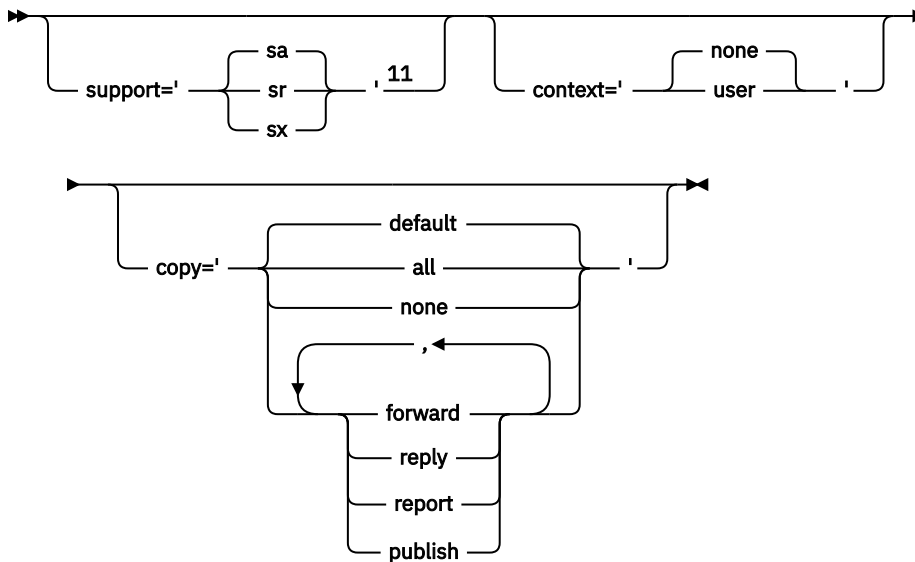 sa none
support=' sr ' 11 context=' user '
sx
default
copy=' all '
none
,
forward
reply
report
publish